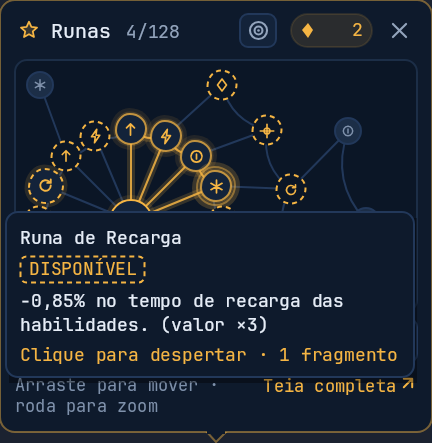 Runas 4/128 2
Runa de Recarga
DISPONÍVEL
-0,85% no tempo de recarga das
habilidades. (valor ×3)
Clique para despertar · 1 fragmento
Arraste para mover · Teia completa
roda para zoom